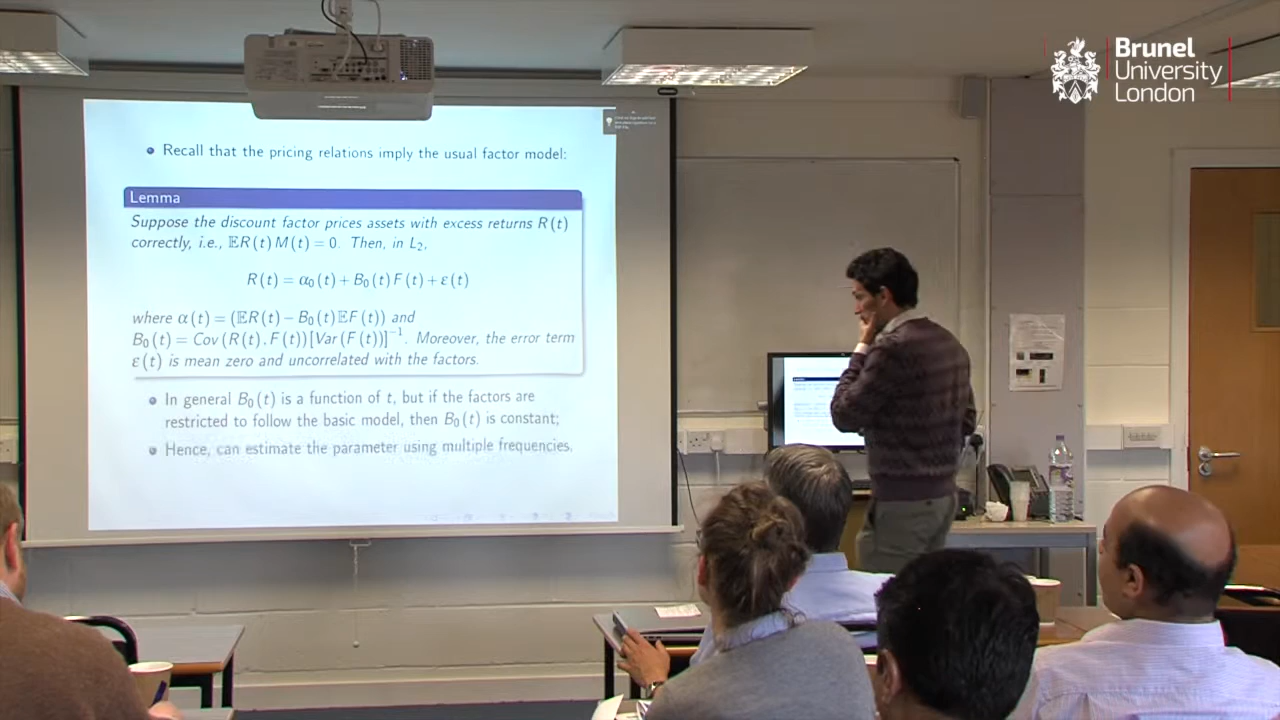 Brunel
University
London
Recall that the pricing relations imply the usual factor model:
Lemma
Suppose the discount factor prices assets with excess returns R(t)
correctly, i.e., 𝔼R(t)M(t) = 0. Then, in L₂,
R(t) = α₀(t) + B₀(t)F(t) + ε(t)
where α(t) = (𝔼R(t) − B₀(t)𝔼F(t)) and
B₀(t) = Cov(R(t), F(t))[Var(F(t))]⁻¹. Moreover, the error term
ε(t) is mean zero and uncorrelated with the factors.
In general B₀(t) is a function of t, but if the factors are
restricted to follow the basic model, then B₀(t) is constant;
Hence, can estimate the parameter using multiple frequencies.